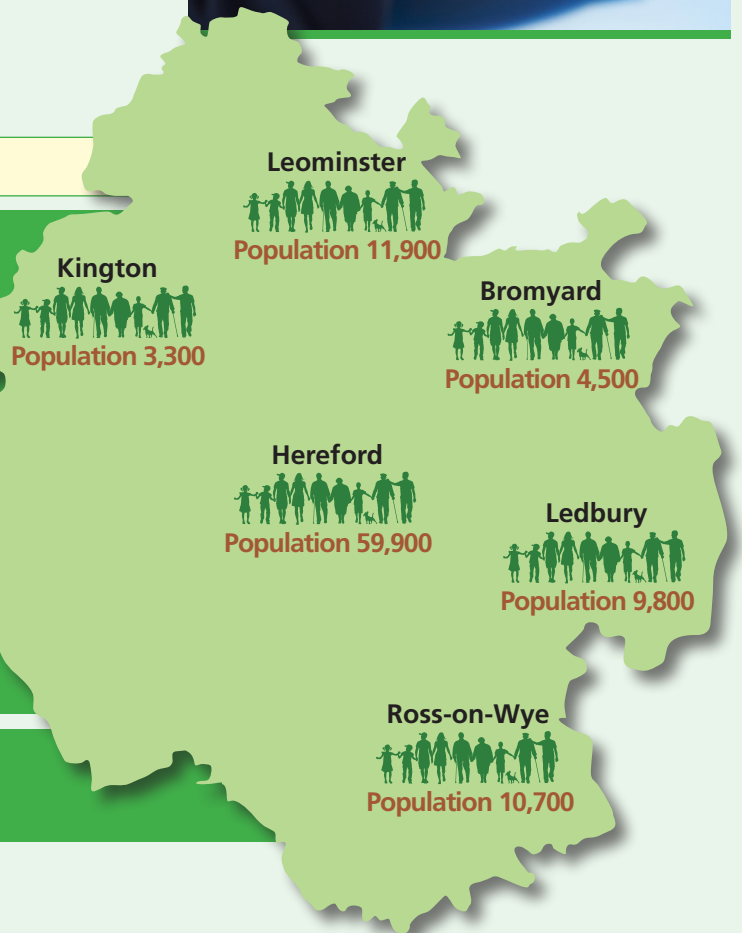 Leominster
Population 11,900
Kington
Population 3,300
Bromyard
Population 4,500
Hereford
Population 59,900
Ledbury
Population 9,800
Ross-on-Wye
Population 10,700